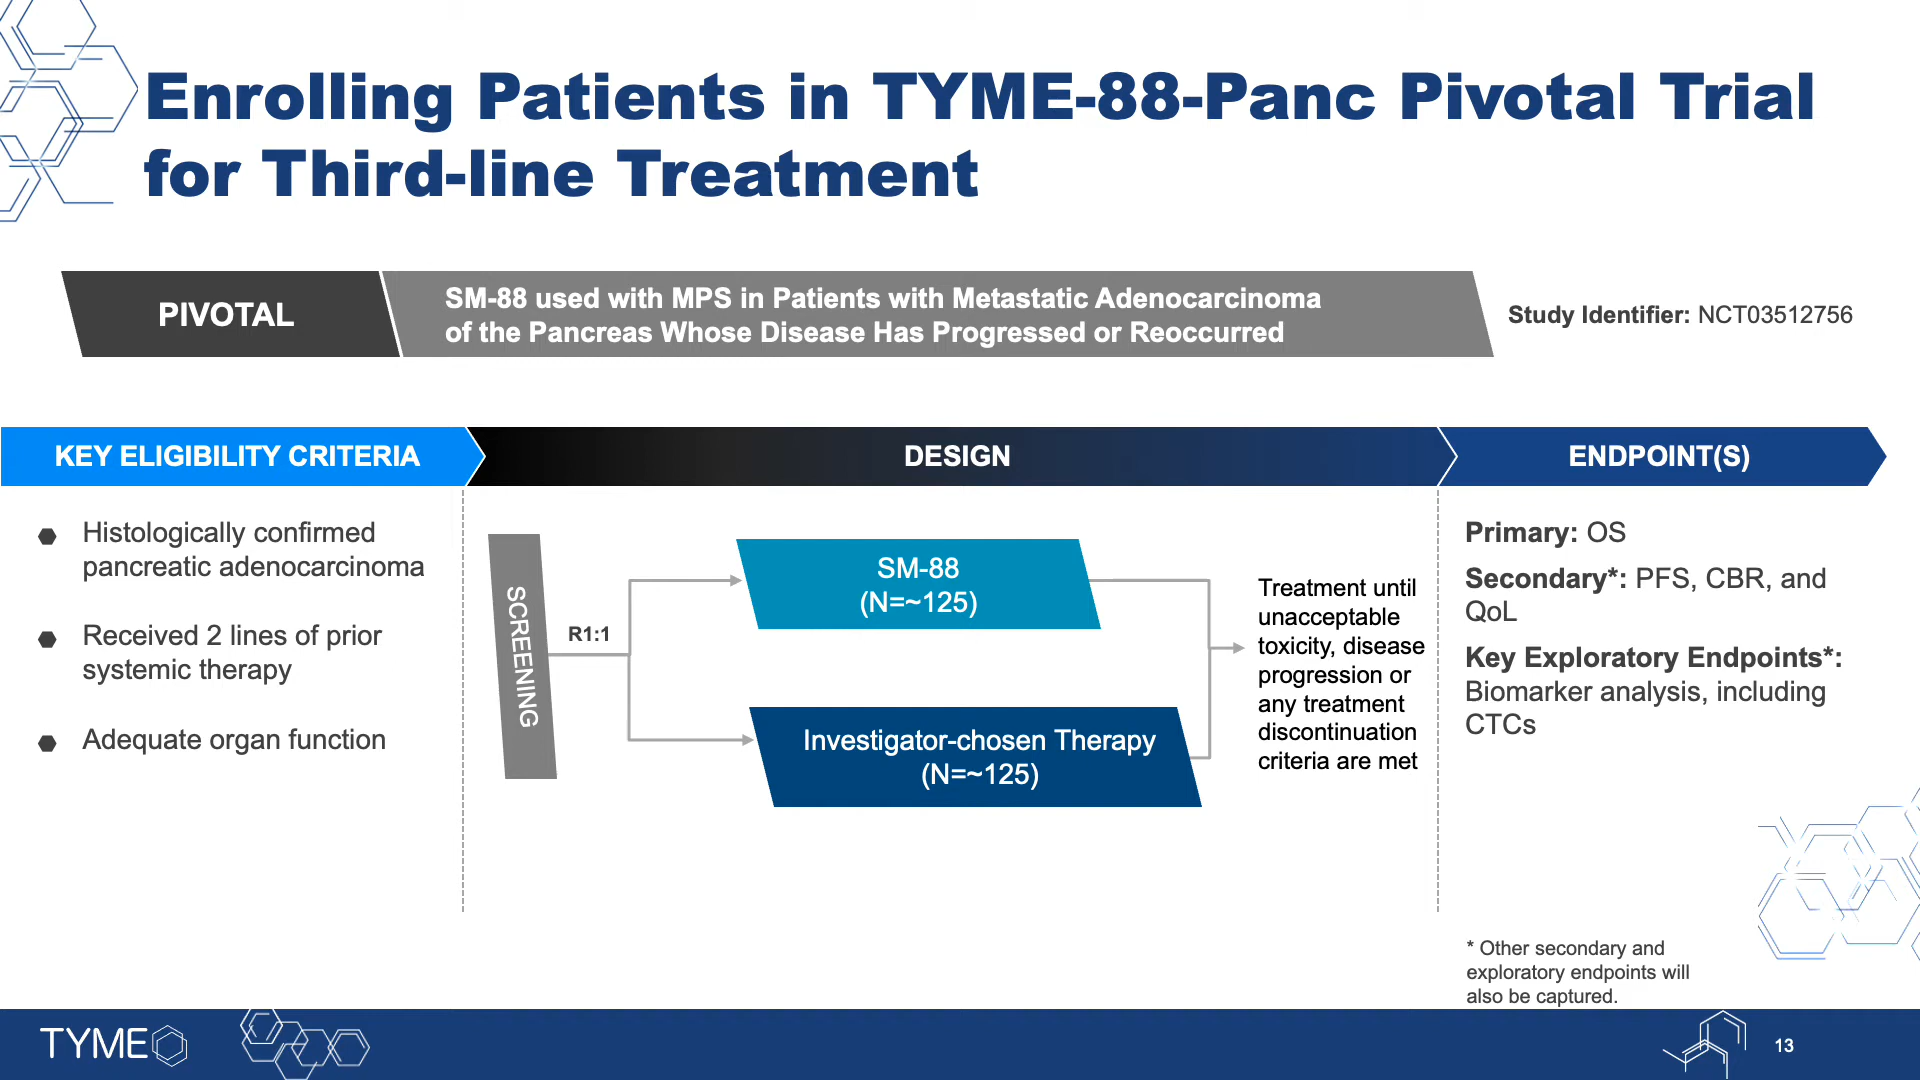 Enrolling Patients in TYME-88-Panc Pivotal Trial
for Third-line Treatment
PIVOTAL
SM-88 used with MPS in Patients with Metastatic Adenocarcinoma
of the Pancreas Whose Disease Has Progressed or Reoccurred
Study Identifier: NCT03512756
KEY ELIGIBILITY CRITERIA
Histologically confirmed
pancreatic adenocarcinoma
Received 2 lines of prior
systemic therapy
Adequate organ function
DESIGN
SCREENING
R1:1
SM-88
(N=~125)
Investigator-chosen Therapy
(N=~125)
Treatment until
unacceptable
toxicity, disease
progression or
any treatment
discontinuation
criteria are met
ENDPOINT(S)
Primary: OS
Secondary*: PFS, CBR, and
QoL
Key Exploratory Endpoints*:
Biomarker analysis, including
CTCs
* Other secondary and
exploratory endpoints will
also be captured.
TYME
13